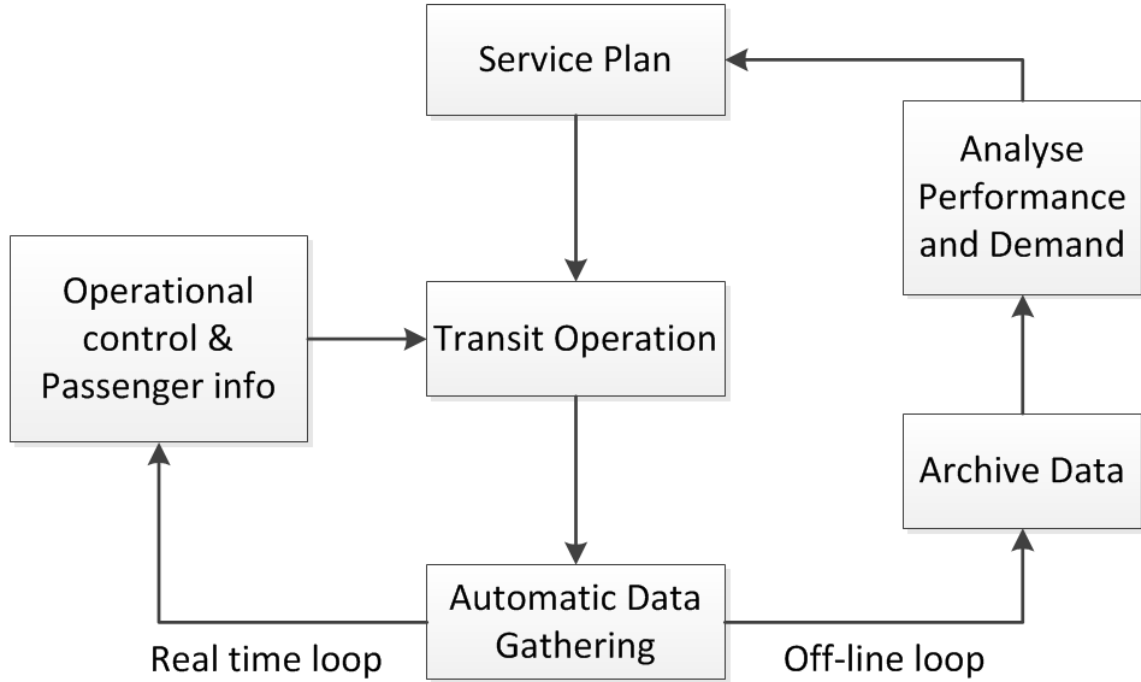 Service Plan
Analyse
Performance
and Demand
Operational
control &
Passenger info
Transit Operation
Archive Data
Automatic Data
Gathering
Real time loop
Off-line loop